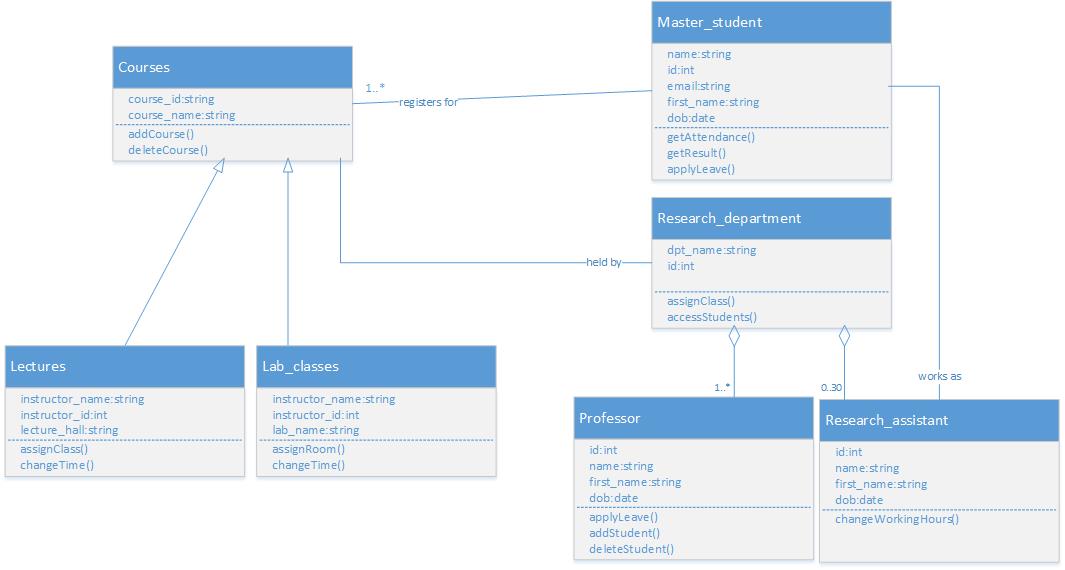 Master_student
name:string
id:int
email:string
first_name:string
dob:date
getAttendance()
getResult()
applyLeave()
Courses
course_id:string
course_name:string
addCourse()
deleteCourse()
1..*
registers for
Research_department
dpt_name:string
id:int
assignClass()
accessStudents()
held by
Lectures
instructor_name:string
instructor_id:int
lecture_hall:string
assignClass()
changeTime()
Lab_classes
instructor_name:string
instructor_id:int
lab_name:string
assignRoom()
changeTime()
1..*
0..30
works as
Professor
id:int
name:string
first_name:string
dob:date
applyLeave()
addStudent()
deleteStudent()
Research_assistant
id:int
name:string
first_name:string
dob:date
changeWorkingHours()